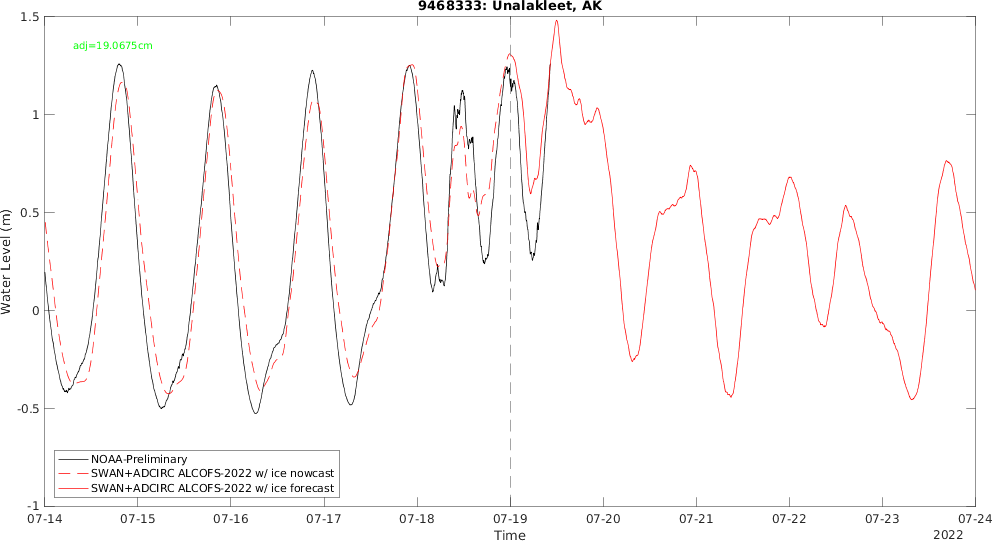 9468333: Unalakleet, AK
adj=19.0675cm
Water Level (m)
1.5
1
0.5
0
-0.5
-1
NOAA-Preliminary
SWAN+ADCIRC ALCOFS-2022 w/ ice nowcast
SWAN+ADCIRC ALCOFS-2022 w/ ice forecast
07-14 07-15 07-16 07-17 07-18 07-19 07-20 07-21 07-22 07-23 07-24
Time
2022